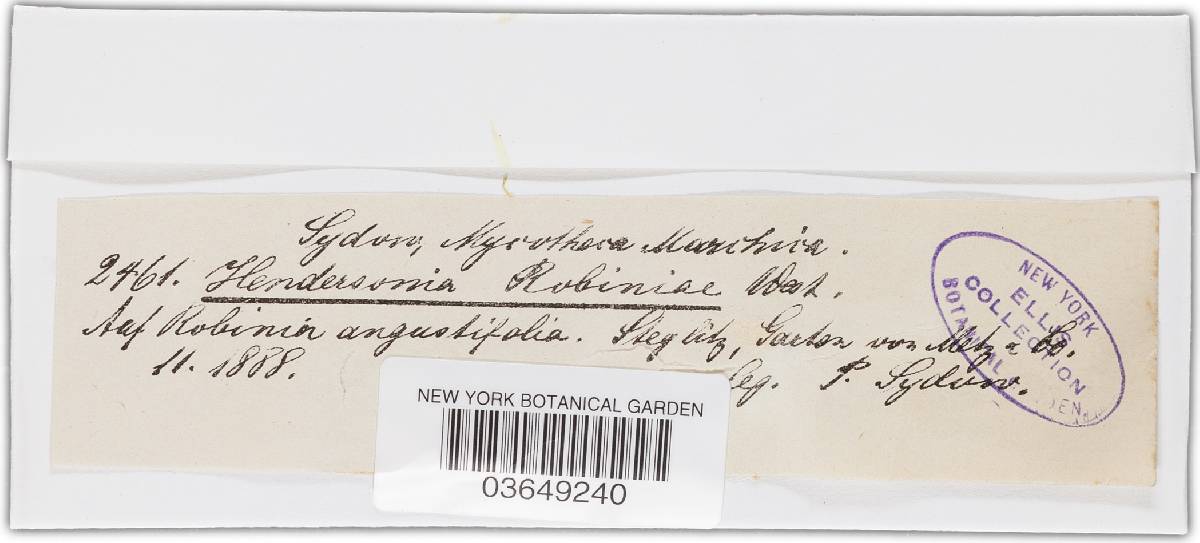 Sydow, Mycotheca Marchica.
2461. Hendersonia Robiniae West.
Auf Robinia angustifolia. Steglitz, Garten von Metz & Co.
11. 1888. leg. P. Sydow.
NEW YORK
ELLIS
COLLECTION
BOTANICAL GARDEN
NEW YORK BOTANICAL GARDEN
03649240